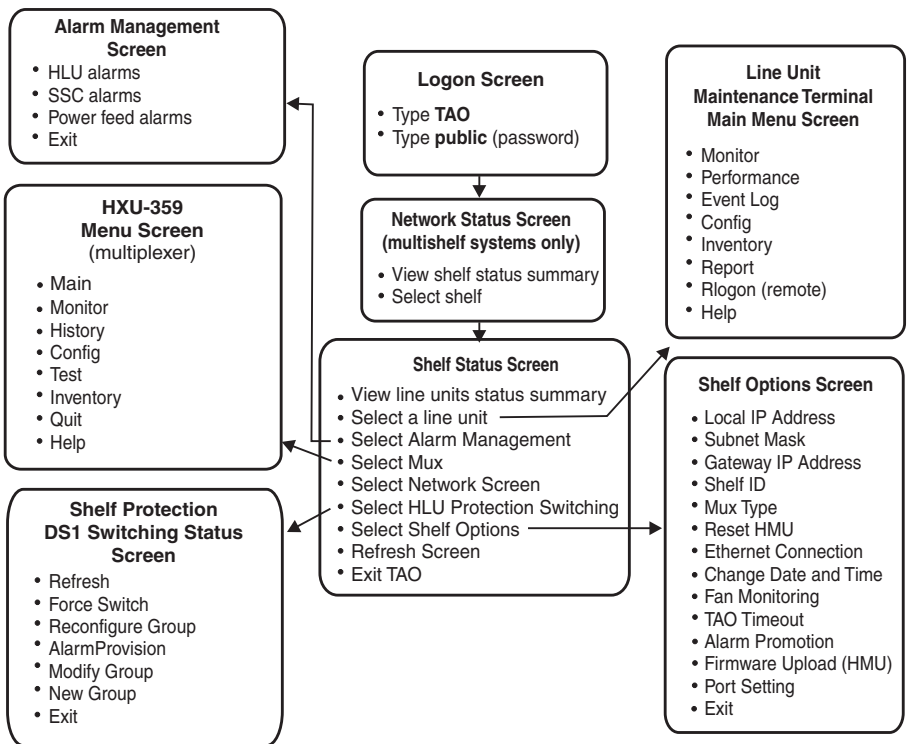 Alarm Management
Screen
• HLU alarms
• SSC alarms
• Power feed alarms
• Exit
HXU-359
Menu Screen
(multiplexer)
• Main
• Monitor
• History
• Config
• Test
• Inventory
• Quit
• Help
Shelf Protection
DS1 Switching Status
Screen
• Refresh
• Force Switch
• Reconfigure Group
• AlarmProvision
• Modify Group
• New Group
• Exit
Logon Screen
• Type TAO
• Type public (password)
Network Status Screen
(multishelf systems only)
• View shelf status summary
• Select shelf
Shelf Status Screen
• View line units status summary
• Select a line unit
• Select Alarm Management
• Select Mux
• Select Network Screen
• Select HLU Protection Switching
• Select Shelf Options
• Refresh Screen
• Exit TAO
Line Unit
Maintenance Terminal
Main Menu Screen
• Monitor
• Performance
• Event Log
• Config
• Inventory
• Report
• Rlogon (remote)
• Help
Shelf Options Screen
• Local IP Address
• Subnet Mask
• Gateway IP Address
• Shelf ID
• Mux Type
• Reset HMU
• Ethernet Connection
• Change Date and Time
• Fan Monitoring
• TAO Timeout
• Alarm Promotion
• Firmware Upload (HMU)
• Port Setting
• Exit